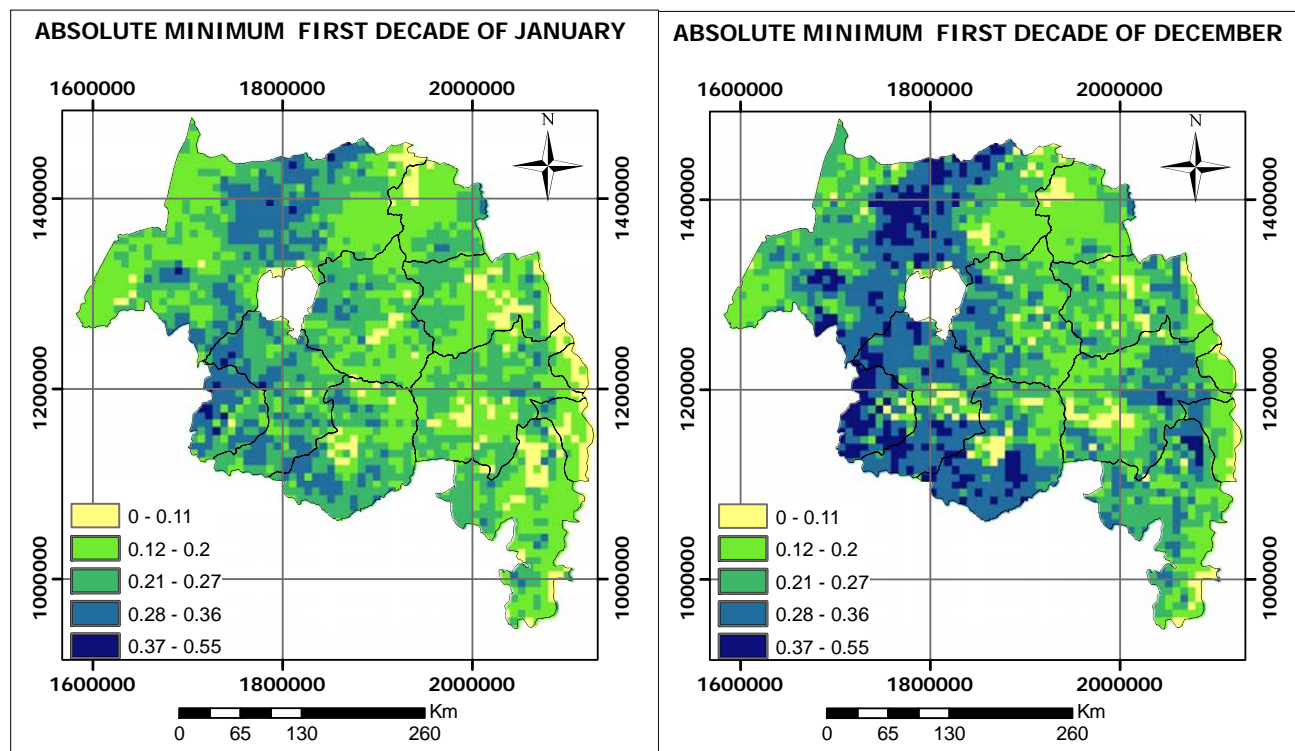 ABSOLUTE MINIMUM FIRST DECADE OF JANUARY
1600000 1800000 2000000
N
1400000 1400000
1200000 1200000
1000000 1000000
0 - 0.11
0.12 - 0.2
0.21 - 0.27
0.28 - 0.36
0.37 - 0.55
1600000 1800000 2000000
Km
0 65 130 260
ABSOLUTE MINIMUM FIRST DECADE OF DECEMBER
1600000 1800000 2000000
N
1400000 1400000
1200000 1200000
1000000 1000000
0 - 0.11
0.12 - 0.2
0.21 - 0.27
0.28 - 0.36
0.37 - 0.55
1600000 1800000 2000000
Km
0 65 130 260